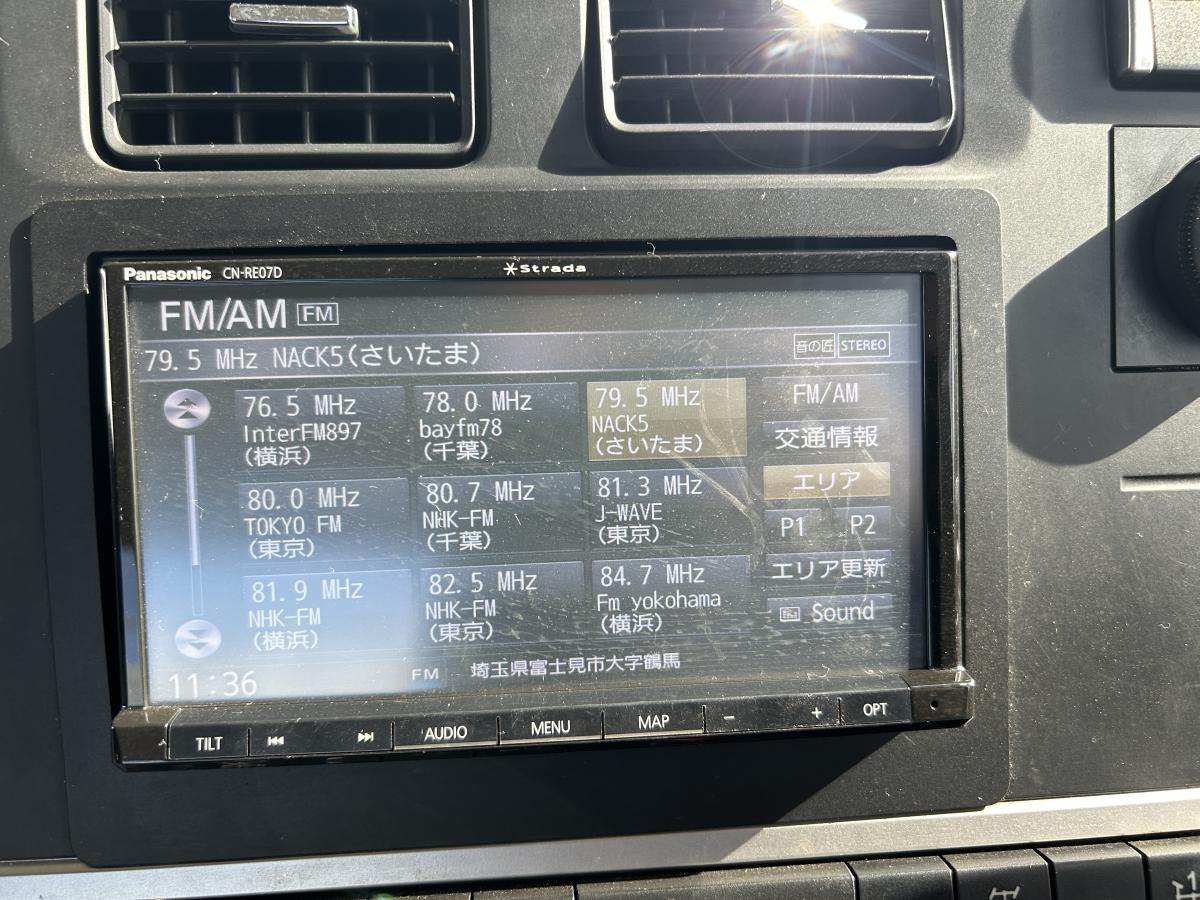 Panasonic CN-RE07D Strada
FM/AM FM
79.5 MHz NACK5(さいたま) 音の匠 STEREO
76.5 MHz
InterFM897
(横浜)
78.0 MHz
bayfm78
(千葉)
79.5 MHz
NACK5
(さいたま)
80.0 MHz
TOKYO FM
(東京)
80.7 MHz
NHK-FM
(千葉)
81.3 MHz
J-WAVE
(東京)
81.9 MHz
NHK-FM
(横浜)
82.5 MHz
NHK-FM
(東京)
84.7 MHz
Fm yokohama
(横浜)
FM/AM
交通情報
エリア
P1 P2
エリア更新
Sound
11:36 FM 埼玉県富士見市大字鶴馬
TILT AUDIO MENU MAP − + OPT
1